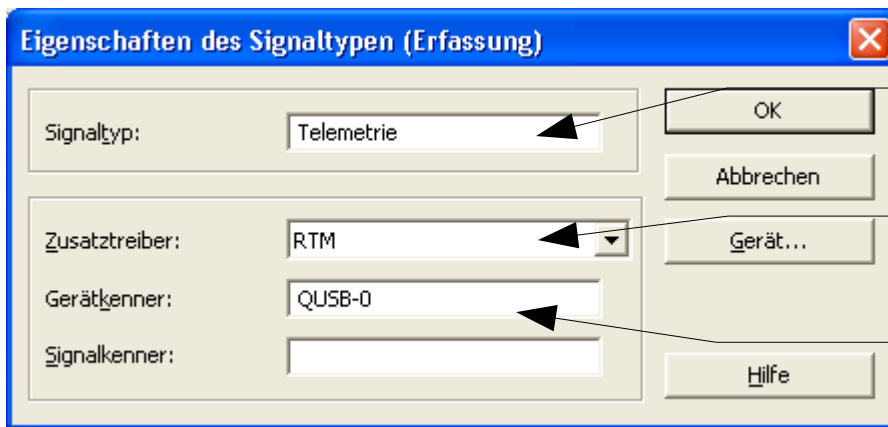 Eigenschaften des Signaltypen (Erfassung)
Signaltyp: Telemetrie
OK
Abbrechen
Zusatztreiber: RTM
Gerät...
Gerätkenner: QUSB-0
Signalkenner:
Hilfe